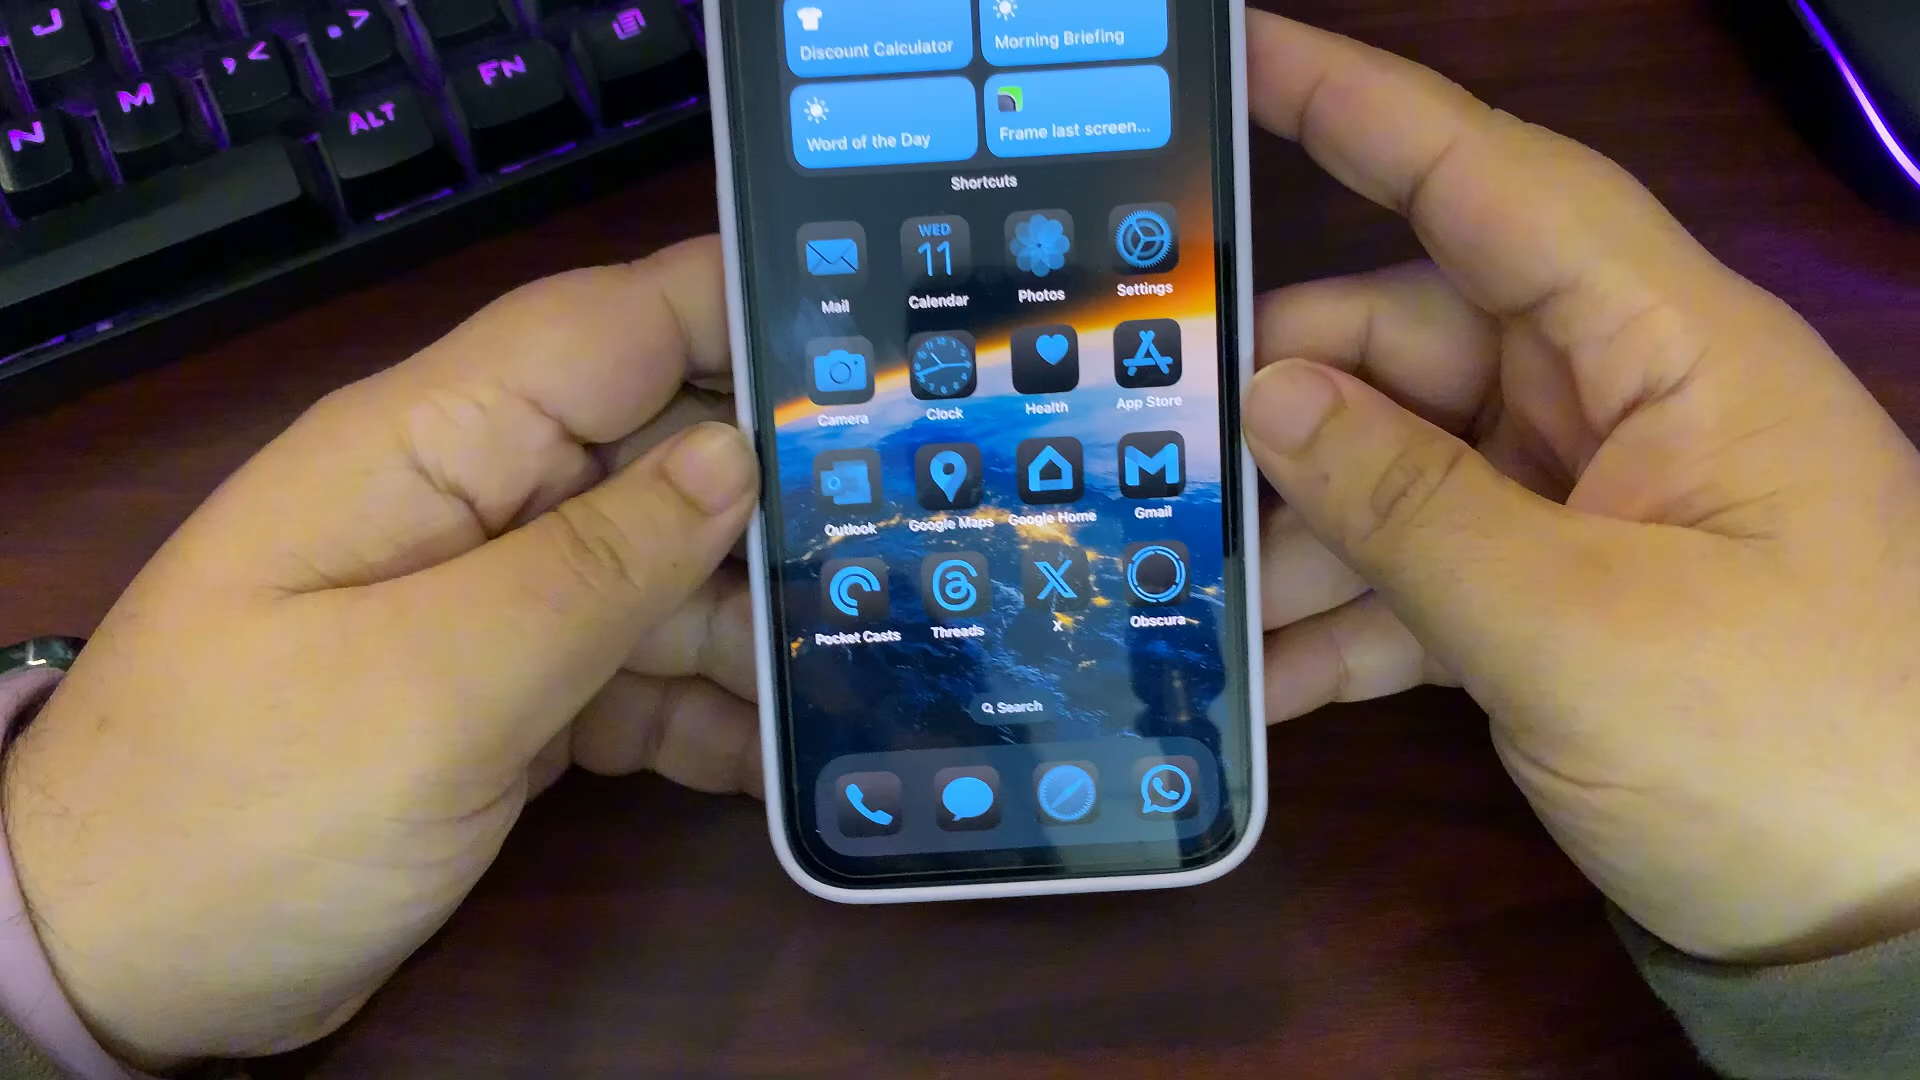 J
, <
. >
N
M
ALT
FN
Discount Calculator
Morning Briefing
Word of the Day
Frame last screen...
Shortcuts
WED
11
Mail
Calendar
Photos
Settings
Camera
Clock
Health
App Store
Outlook
Google Maps
Google Home
Gmail
Pocket Casts
Threads
X
Obscura
Search